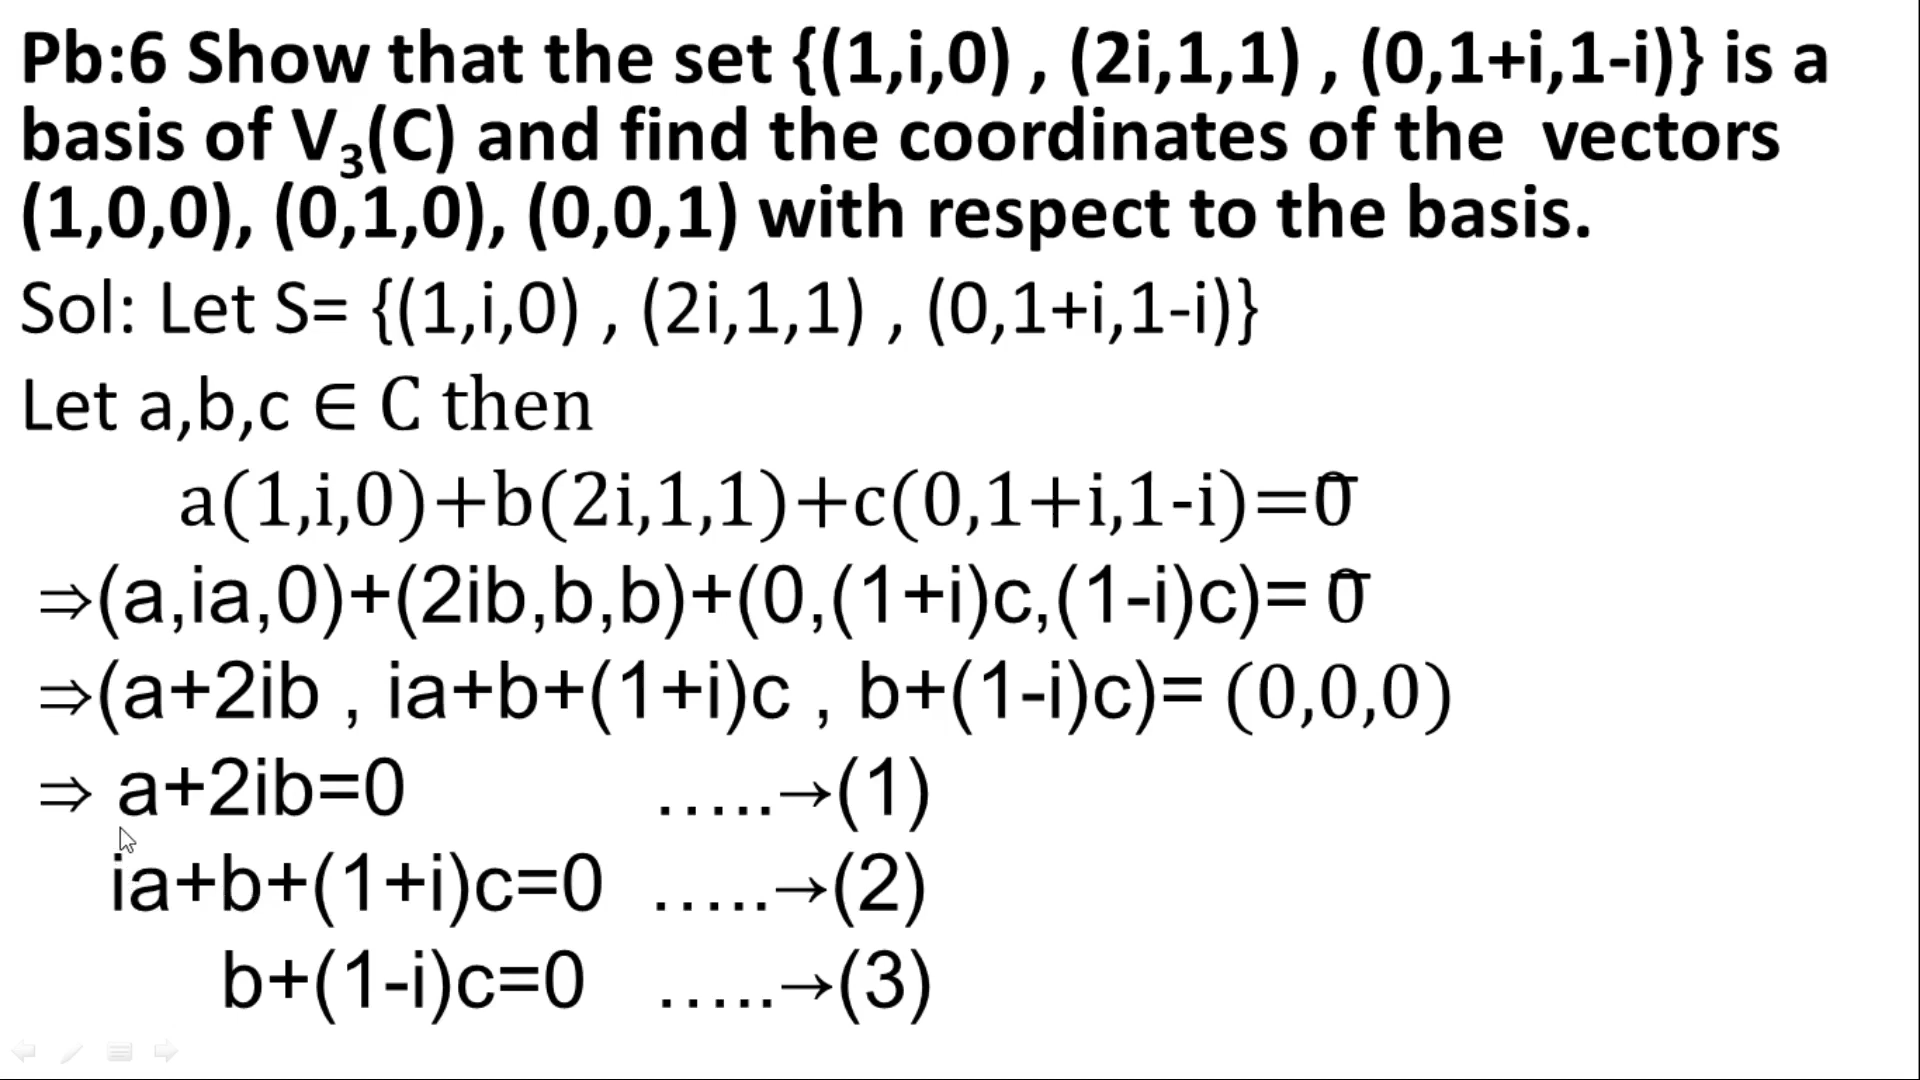 Pb:6 Show that the set {(1,i,0) , (2i,1,1) , (0,1+i,1-i)} is a
basis of V₃(C) and find the coordinates of the  vectors
(1,0,0), (0,1,0), (0,0,1) with respect to the basis.
Sol: Let S= {(1,i,0) , (2i,1,1) , (0,1+i,1-i)}
Let a,b,c ∈ C then
a(1,i,0)+b(2i,1,1)+c(0,1+i,1-i)=0̅
⇒(a,ia,0)+(2ib,b,b)+(0,(1+i)c,(1-i)c)= 0̅
⇒(a+2ib , ia+b+(1+i)c , b+(1-i)c)= (0,0,0)
⇒ a+2ib=0 …..→(1)
ia+b+(1+i)c=0 …..→(2)
b+(1-i)c=0 …..→(3)